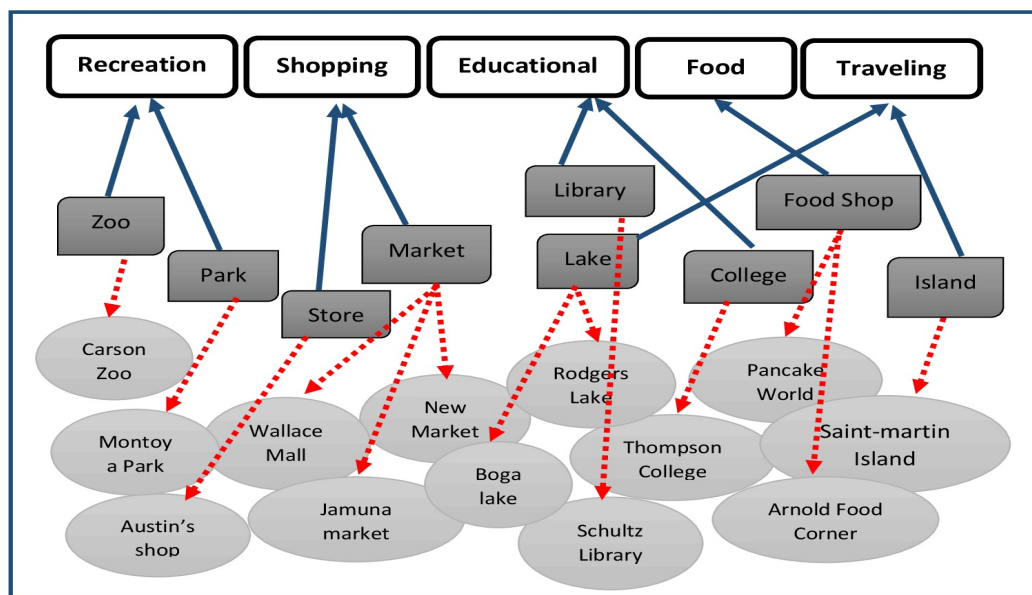 Recreation
Shopping
Educational
Food
Traveling
Library
Food Shop
Zoo
Market
Park
Lake
College
Island
Store
Carson
Zoo
Rodgers
Lake
Pancake
World
New
Market
Montoy
a Park
Wallace
Mall
Thompson
College
Saint-martin
Island
Boga
lake
Austin's
shop
Jamuna
market
Schultz
Library
Arnold Food
Corner